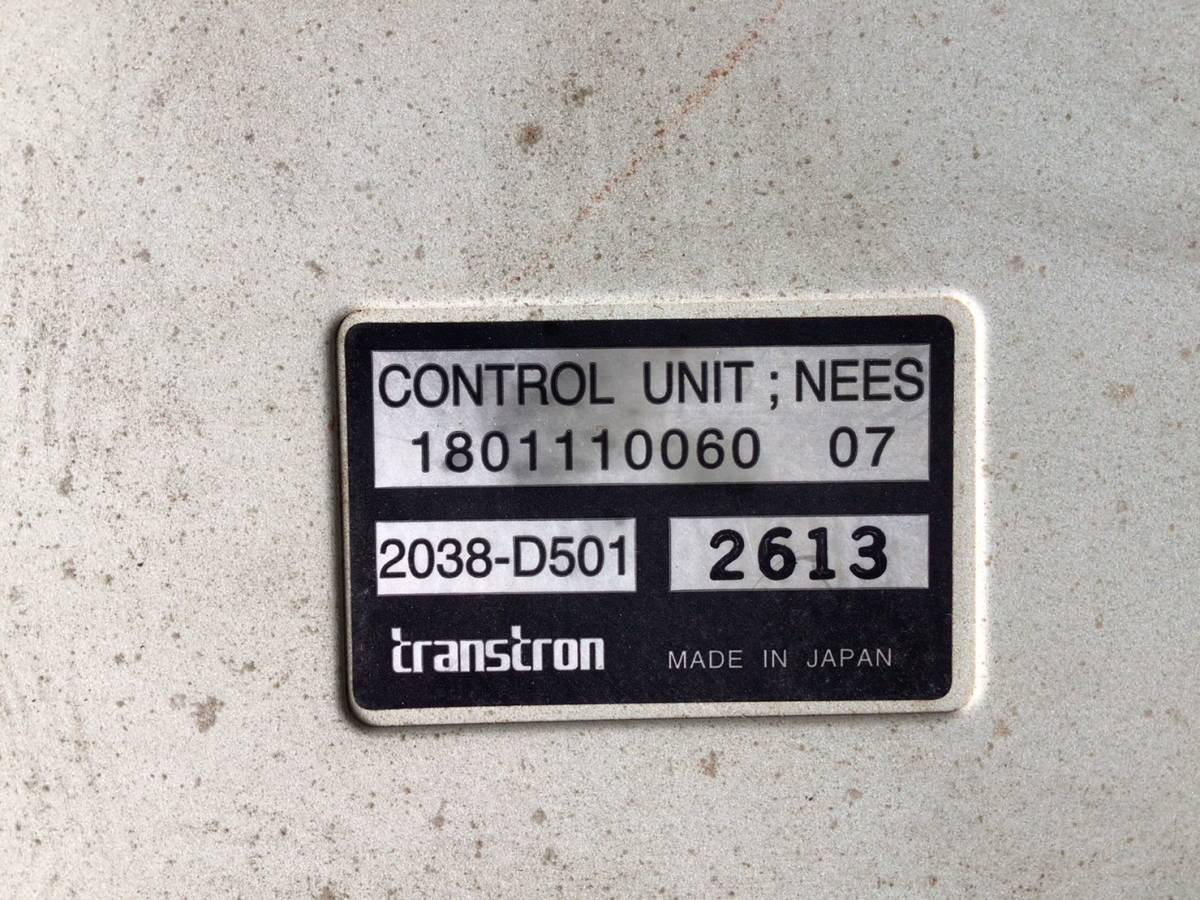 CONTROL UNIT ; NEES
1801110060 07
2038-D501 2613
transtron MADE IN JAPAN